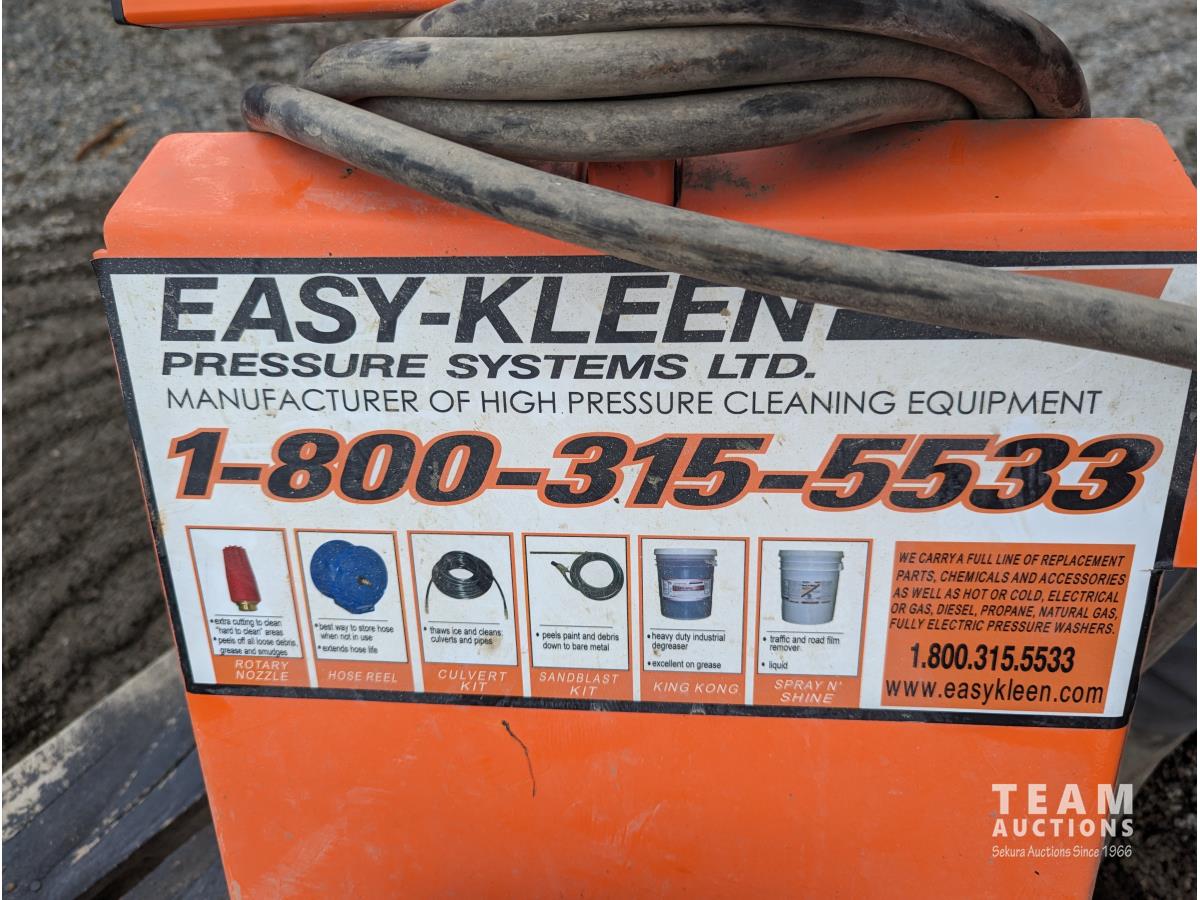 EASY-KLEEN
PRESSURE SYSTEMS LTD.
MANUFACTURER OF HIGH PRESSURE CLEANING EQUIPMENT
1-800-315-5533
• extra cutting to clean
"hard to clean" areas
• peels off all loose debris,
grease and smudges
ROTARY
NOZZLE
• best way to store hose
when not in use
• extends hose life
HOSE REEL
• thaws ice and cleans
culverts and pipes
CULVERT
KIT
• peels paint and debris
down to bare metal
SANDBLAST
KIT
• heavy duty industrial
degreaser
• excellent on grease
KING KONG
• traffic and road film
remover
• liquid
SPRAY N'
SHINE
WE CARRY A FULL LINE OF REPLACEMENT
PARTS, CHEMICALS AND ACCESSORIES
AS WELL AS HOT OR COLD, ELECTRICAL
OR GAS, DIESEL, PROPANE, NATURAL GAS,
FULLY ELECTRIC PRESSURE WASHERS.
1.800.315.5533
www.easykleen.com
TEAM
AUCTIONS
Sekura Auctions Since 1966